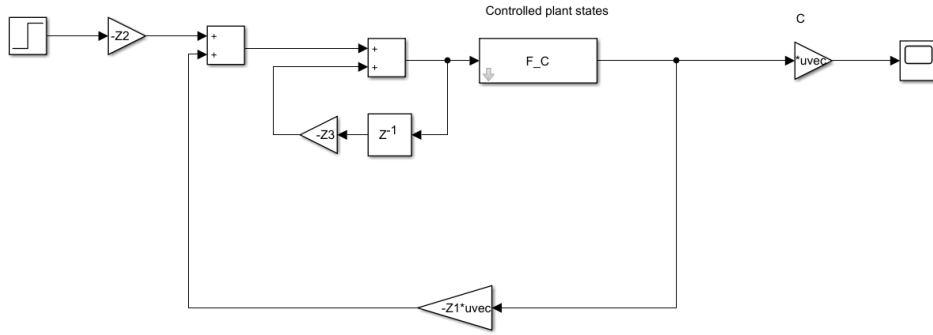 Controlled plant states
C
-Z2
+
+
+
+
F_C
*uvec
-Z3
Z-1
-Z1*uvec